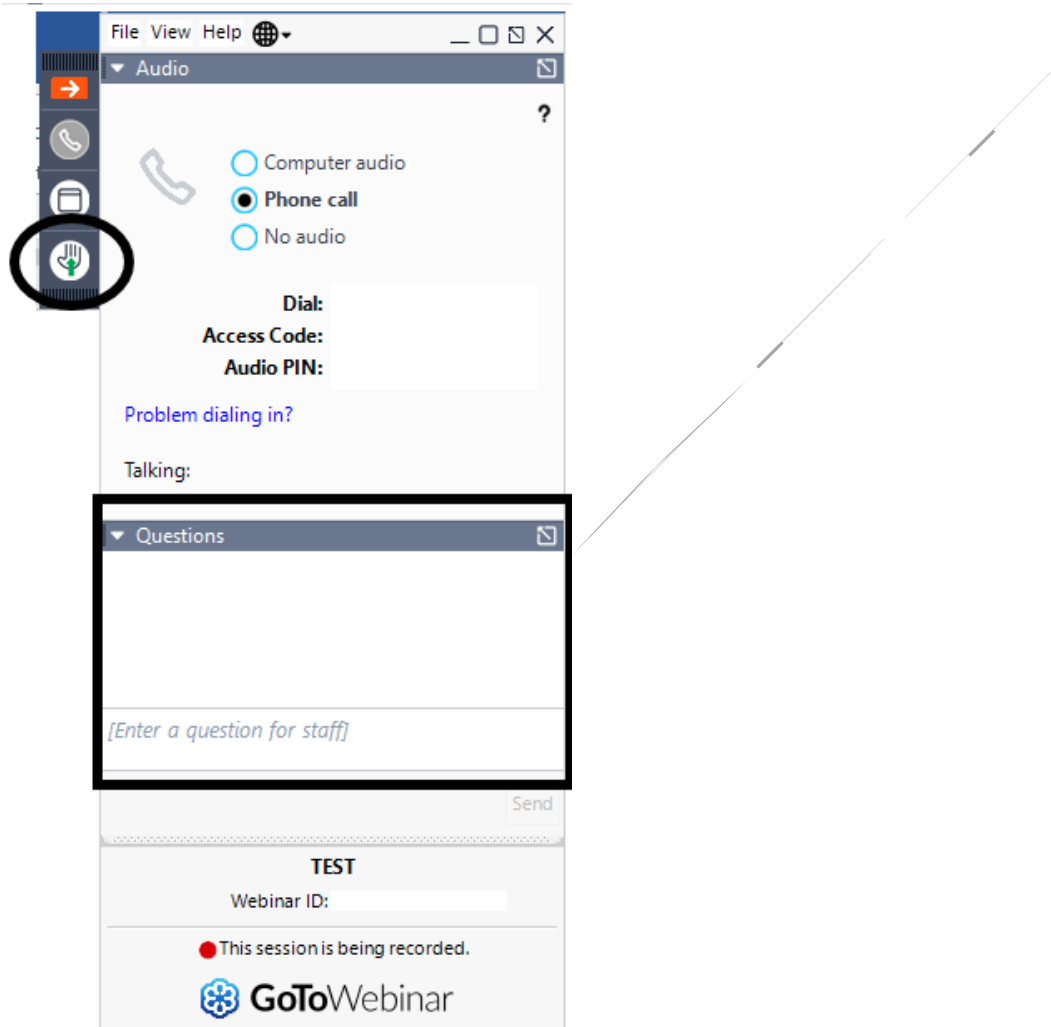 File View Help
Audio
?
Computer audio
Phone call
No audio
Dial:
Access Code:
Audio PIN:
Problem dialing in?
Talking:
Questions
[Enter a question for staff]
Send
TEST
Webinar ID:
This session is being recorded.
GoToWebinar